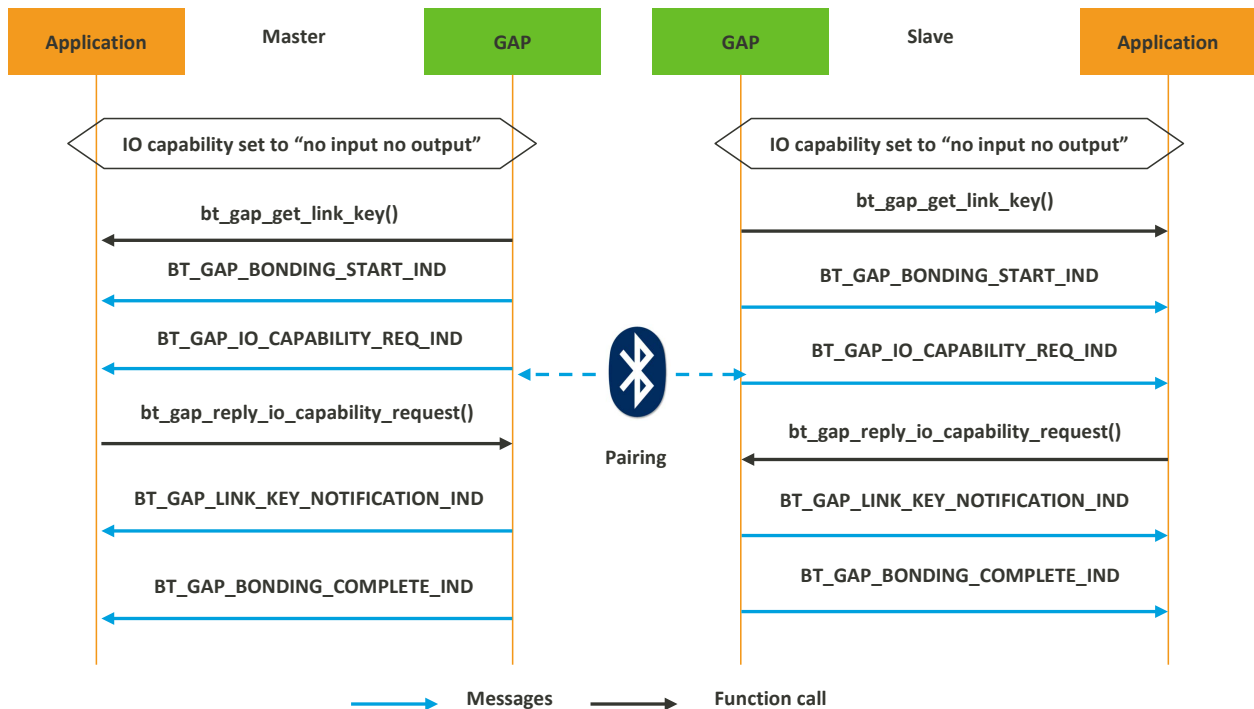 Application
Master
GAP
GAP
Slave
Application
IO capability set to “no input no output”
IO capability set to “no input no output”
bt_gap_get_link_key()
bt_gap_get_link_key()
BT_GAP_BONDING_START_IND
BT_GAP_BONDING_START_IND
BT_GAP_IO_CAPABILITY_REQ_IND
BT_GAP_IO_CAPABILITY_REQ_IND
bt_gap_reply_io_capability_request()
bt_gap_reply_io_capability_request()
Pairing
BT_GAP_LINK_KEY_NOTIFICATION_IND
BT_GAP_LINK_KEY_NOTIFICATION_IND
BT_GAP_BONDING_COMPLETE_IND
BT_GAP_BONDING_COMPLETE_IND
Messages
Function call